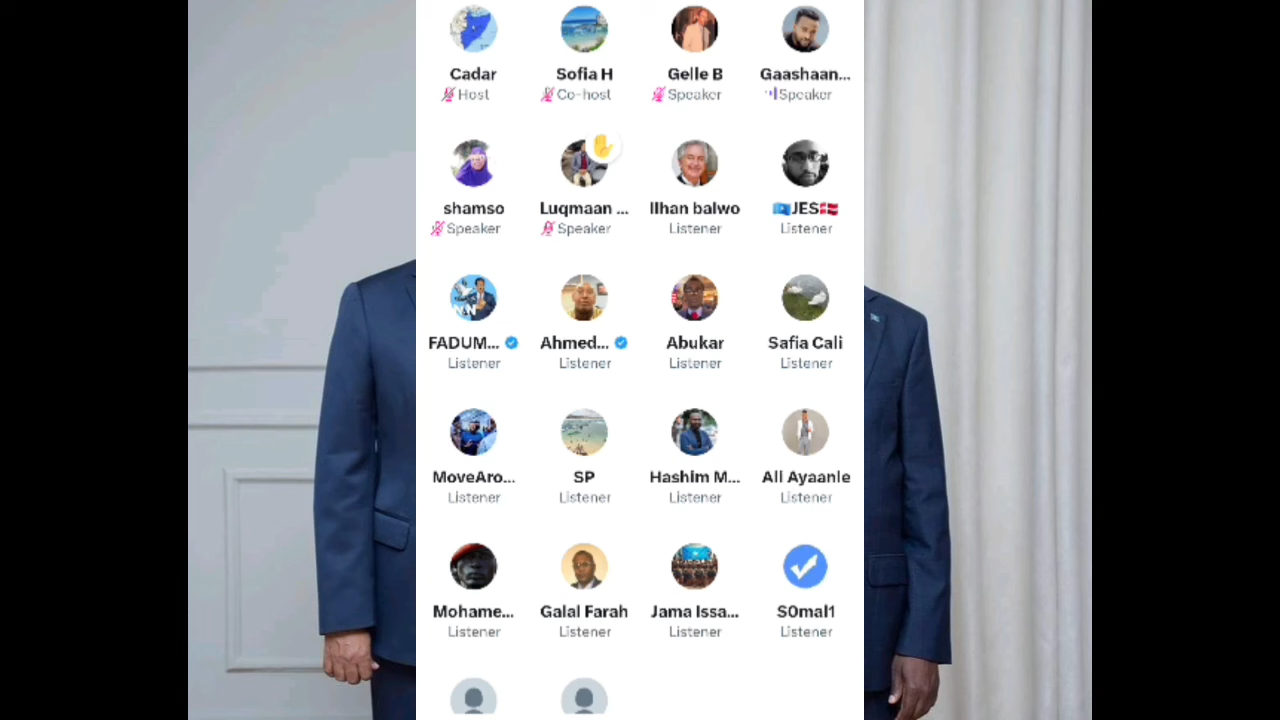 Cadar Sofia H Gelle B Gaashaan...
Host Co-host Speaker Speaker
shamso Luqmaan ... Ilhan balwo JES
Speaker Speaker Listener Listener
FADUM... Ahmed... Abukar Safia Cali
Listener Listener Listener Listener
MoveAro... SP Hashim M... Ali Ayaanle
Listener Listener Listener Listener
Mohame... Galal Farah Jama Issa... S0mal1
Listener Listener Listener Listener